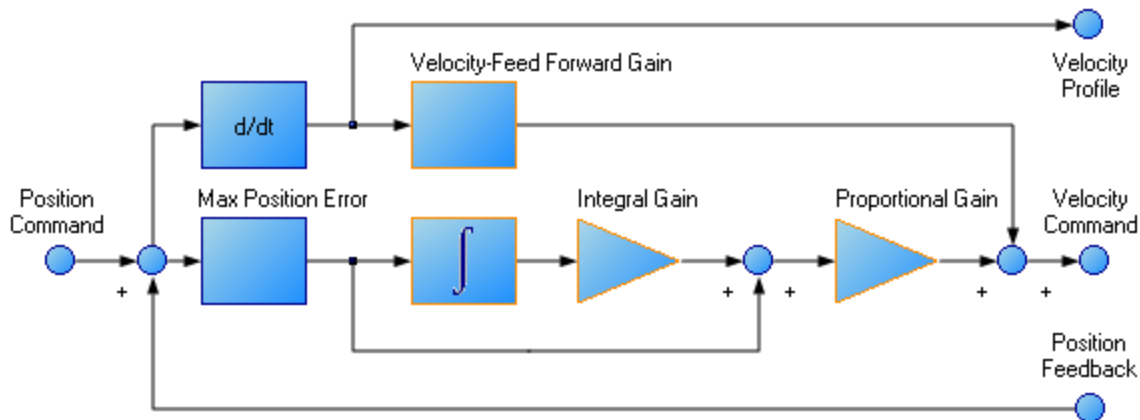 Velocity
Profile
Velocity-Feed Forward Gain
d/dt
Position
Command
Max Position Error
∫
Integral Gain
Proportional Gain
Velocity
Command
+
+
+
+
+
Position
Feedback